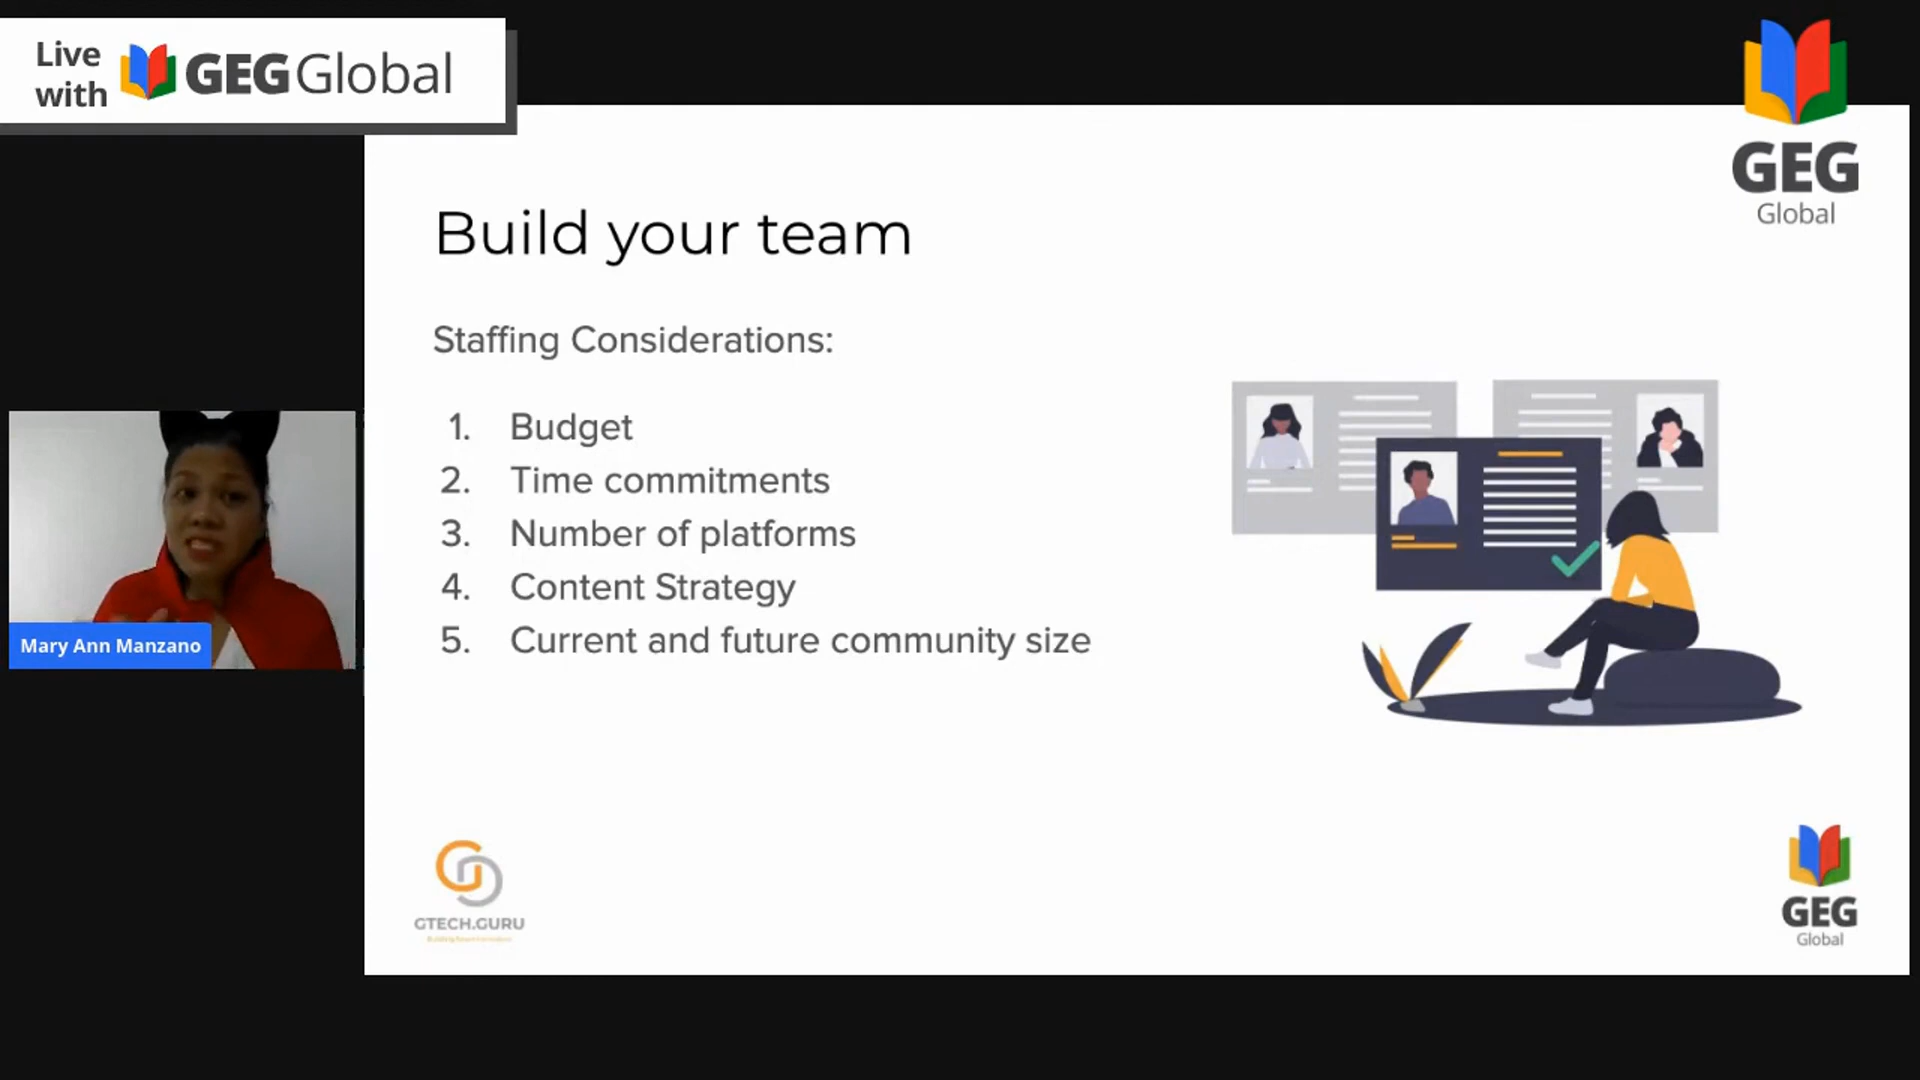 Live
with
GEG Global
GEG
Global
Build your team
Staffing Considerations:
1. Budget
2. Time commitments
3. Number of platforms
4. Content Strategy
5. Current and future community size
Mary Ann Manzano
GTECH.GURU
GEG
Global